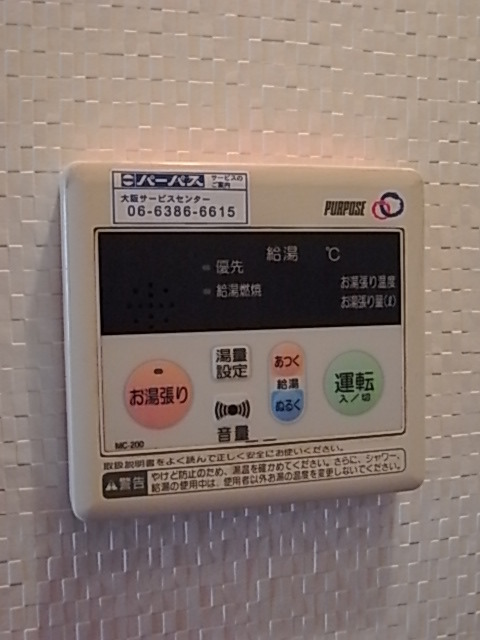 パーパス サービスのご案内
大阪サービスセンター
06-6386-6615
PURPOSE
給湯 ℃
優先
給湯燃焼
お湯張り温度
お湯張り量(ℓ)
お湯張り
湯量
設定
音量
あつく
給湯
ぬるく
運転
入/切
MC-200
取扱説明書をよく読んで正しく安全にお使いください。
警告
やけど防止のため、湯温を確かめてください。さらに、シャワー、
給湯の使用中は、使用者以外お湯の温度を変更しないでください。